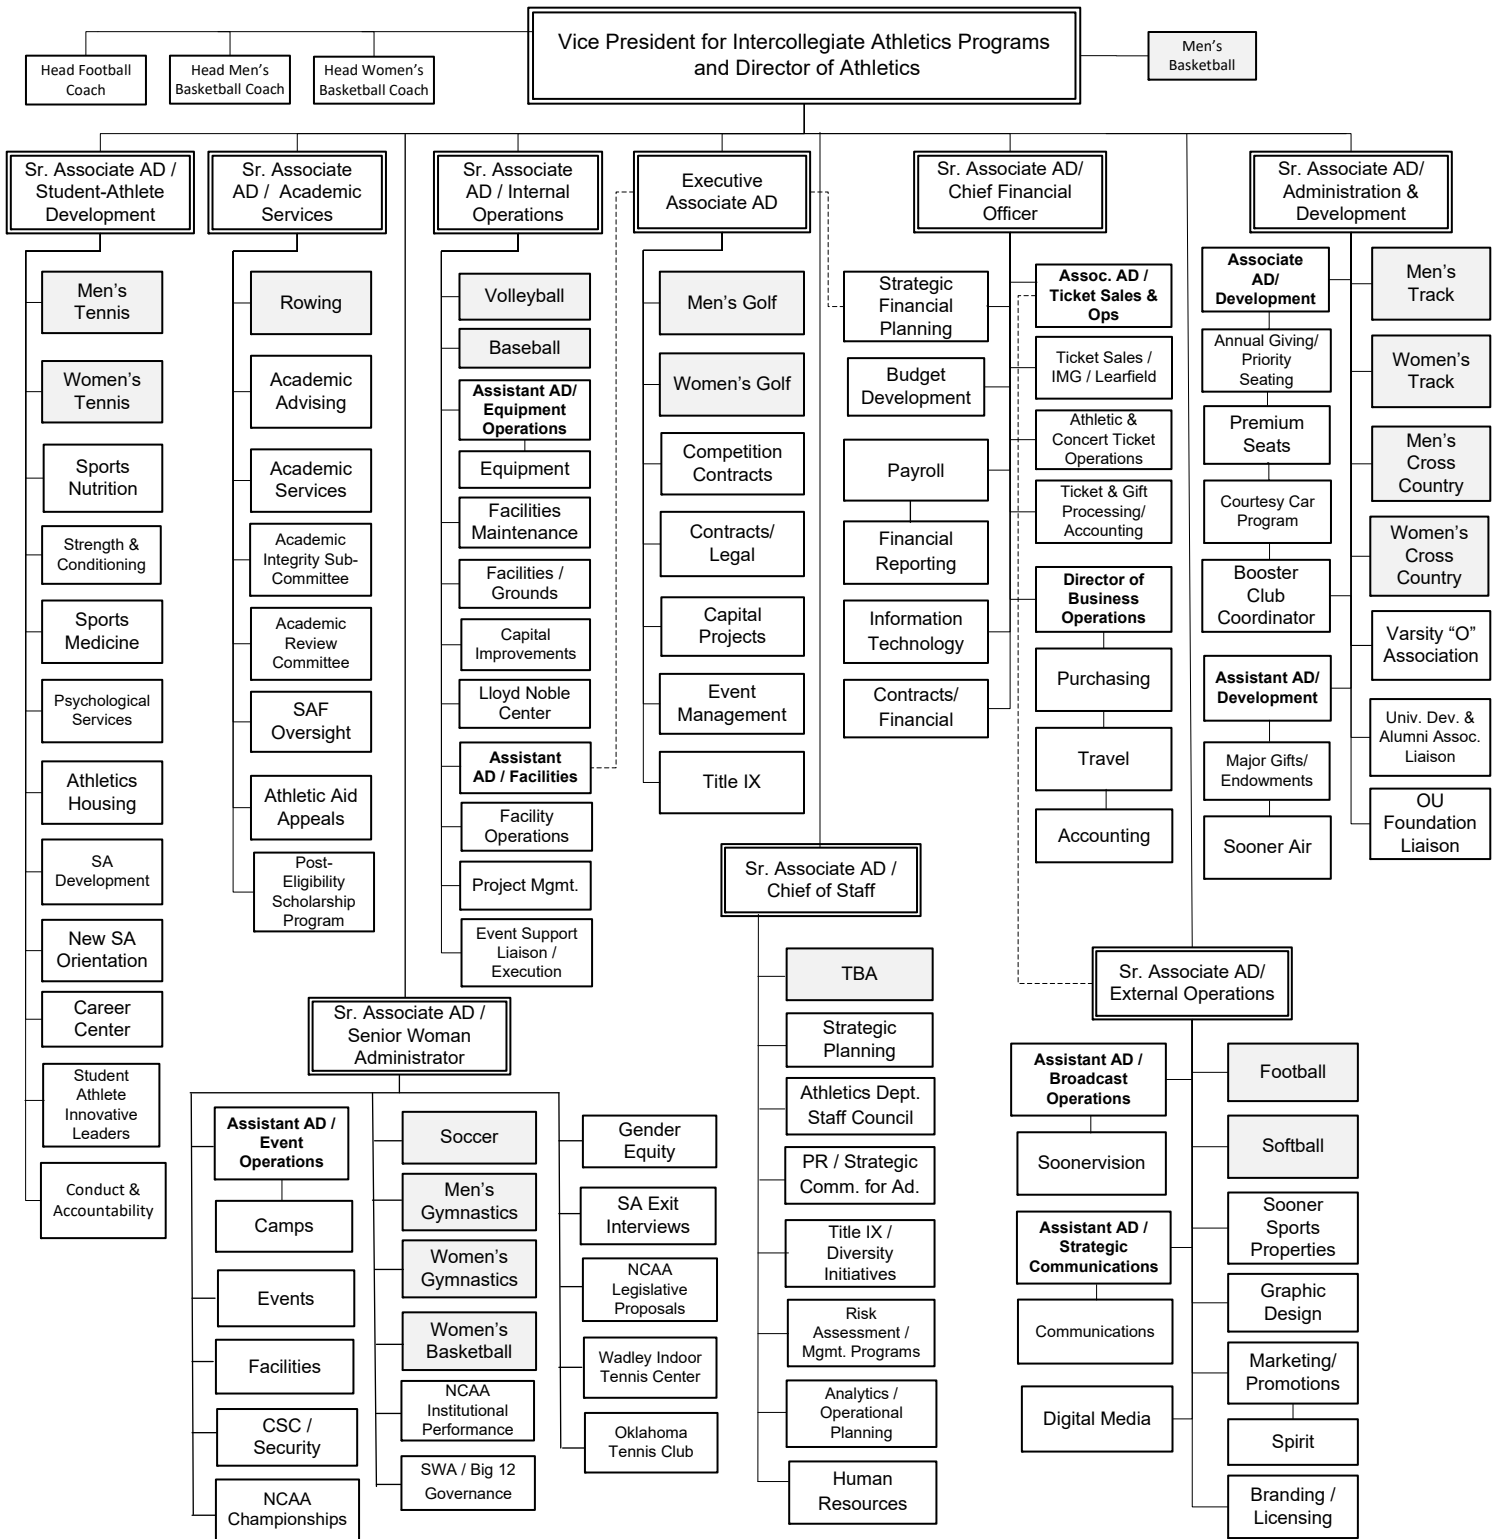 Vice President for Intercollegiate Athletics Programs
and Director of Athletics
Head Football
Coach
Head Men's
Basketball Coach
Head Women's
Basketball Coach
Men's
Basketball
Sr. Associate AD /
Student-Athlete
Development
Men's
Tennis
Women's
Tennis
Sports
Nutrition
Strength &
Conditioning
Sports
Medicine
Psychological
Services
Athletics
Housing
SA
Development
New SA
Orientation
Career
Center
Student
Athlete
Innovative
Leaders
Conduct &
Accountability
Sr. Associate
AD / Academic
Services
Rowing
Academic
Advising
Academic
Services
Academic
Integrity Sub-
Committee
Academic
Review
Committee
SAF
Oversight
Athletic Aid
Appeals
Post-
Eligibility
Scholarship
Program
Sr. Associate
AD / Internal
Operations
Volleyball
Baseball
Assistant AD/
Equipment
Operations
Equipment
Facilities
Maintenance
Facilities /
Grounds
Capital
Improvements
Lloyd Noble
Center
Assistant
AD / Facilities
Facility
Operations
Project Mgmt.
Event Support
Liaison /
Execution
Executive
Associate AD
Men's Golf
Women's Golf
Competition
Contracts
Contracts/
Legal
Capital
Projects
Event
Management
Title IX
Sr. Associate AD/
Chief Financial
Officer
Strategic
Financial
Planning
Budget
Development
Payroll
Financial
Reporting
Information
Technology
Contracts/
Financial
Assoc. AD /
Ticket Sales &
Ops
Ticket Sales /
IMG / Learfield
Athletic &
Concert Ticket
Operations
Ticket & Gift
Processing/
Accounting
Director of
Business
Operations
Purchasing
Travel
Accounting
Sr. Associate AD/
Administration &
Development
Associate
AD/
Development
Annual Giving/
Priority
Seating
Premium
Seats
Courtesy Car
Program
Booster
Club
Coordinator
Assistant AD/
Development
Major Gifts/
Endowments
Sooner Air
Men's
Track
Women's
Track
Men's
Cross
Country
Women's
Cross
Country
Varsity “O”
Association
Univ. Dev. &
Alumni Assoc.
Liaison
OU
Foundation
Liaison
Sr. Associate AD /
Senior Woman
Administrator
Assistant AD /
Event
Operations
Camps
Events
Facilities
CSC /
Security
NCAA
Championships
Soccer
Men's
Gymnastics
Women's
Gymnastics
Women's
Basketball
NCAA
Institutional
Performance
SWA / Big 12
Governance
Gender
Equity
SA Exit
Interviews
NCAA
Legislative
Proposals
Wadley Indoor
Tennis Center
Oklahoma
Tennis Club
Sr. Associate AD /
Chief of Staff
TBA
Strategic
Planning
Athletics Dept.
Staff Council
PR / Strategic
Comm. for Ad.
Title IX /
Diversity
Initiatives
Risk
Assessment /
Mgmt. Programs
Analytics /
Operational
Planning
Human
Resources
Sr. Associate AD/
External Operations
Assistant AD /
Broadcast
Operations
Soonervision
Assistant AD /
Strategic
Communications
Communications
Digital Media
Football
Softball
Sooner
Sports
Properties
Graphic
Design
Marketing/
Promotions
Spirit
Branding /
Licensing